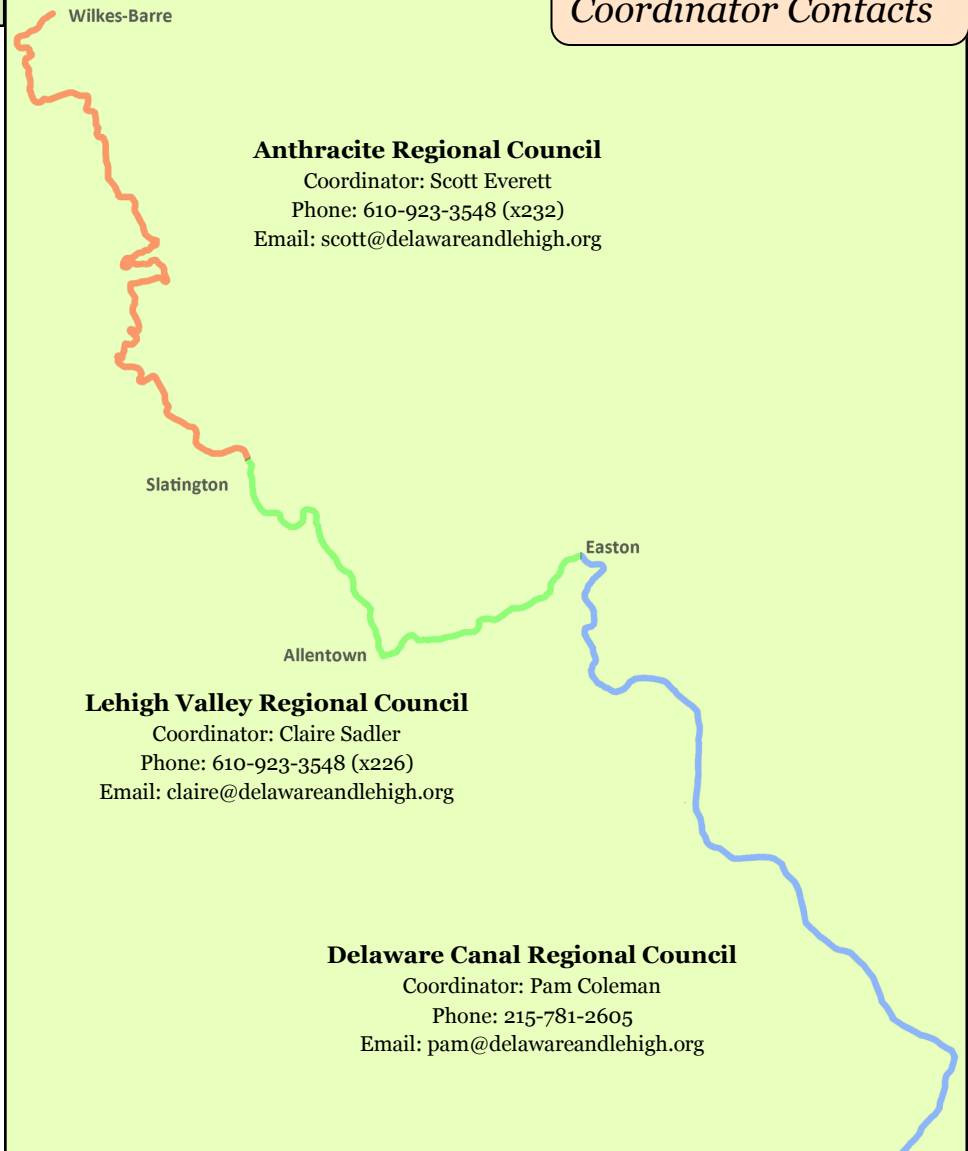 Coordinator Contacts
Wilkes-Barre
Anthracite Regional Council
Coordinator: Scott Everett
Phone: 610-923-3548 (x232)
Email: scott@delawareandlehigh.org
Slatington
Easton
Allentown
Lehigh Valley Regional Council
Coordinator: Claire Sadler
Phone: 610-923-3548 (x226)
Email: claire@delawareandlehigh.org
Delaware Canal Regional Council
Coordinator: Pam Coleman
Phone: 215-781-2605
Email: pam@delawareandlehigh.org